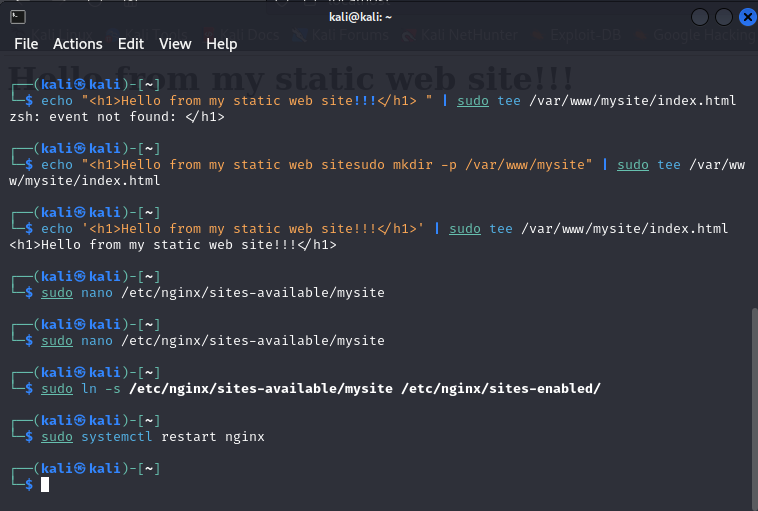 kali@kali: ~
File Actions Edit View Help
Kali Docs Kali Forums Kali NetHunter Exploit-DB Google Hacking
Hello from my static web site!!!
┌──(kali㉿kali)-[~]
└─$ echo "<h1>Hello from my static web site!!!</h1> " | sudo tee /var/www/mysite/index.html
zsh: event not found: </h1>
┌──(kali㉿kali)-[~]
└─$ echo "<h1>Hello from my static web sitesudo mkdir -p /var/www/mysite" | sudo tee /var/ww
w/mysite/index.html
┌──(kali㉿kali)-[~]
└─$ echo '<h1>Hello from my static web site!!!</h1>' | sudo tee /var/www/mysite/index.html
<h1>Hello from my static web site!!!</h1>
┌──(kali㉿kali)-[~]
└─$ sudo nano /etc/nginx/sites-available/mysite
┌──(kali㉿kali)-[~]
└─$ sudo nano /etc/nginx/sites-available/mysite
┌──(kali㉿kali)-[~]
└─$ sudo ln -s /etc/nginx/sites-available/mysite /etc/nginx/sites-enabled/
┌──(kali㉿kali)-[~]
└─$ sudo systemctl restart nginx
┌──(kali㉿kali)-[~]
└─$